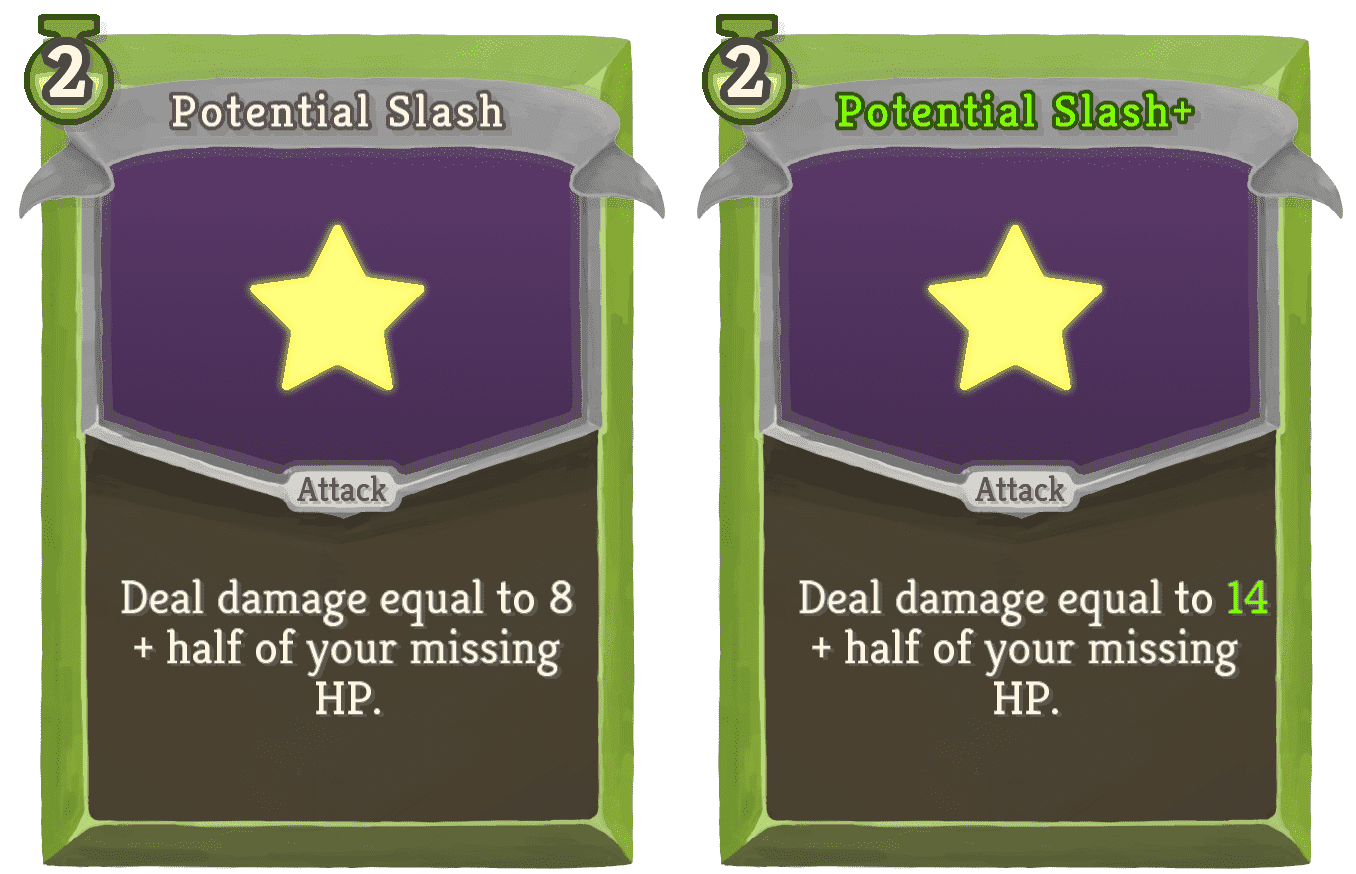 2
Potential Slash
Attack
Deal damage equal to 8
+ half of your missing
HP.
2
Potential Slash+
Attack
Deal damage equal to 14
+ half of your missing
HP.